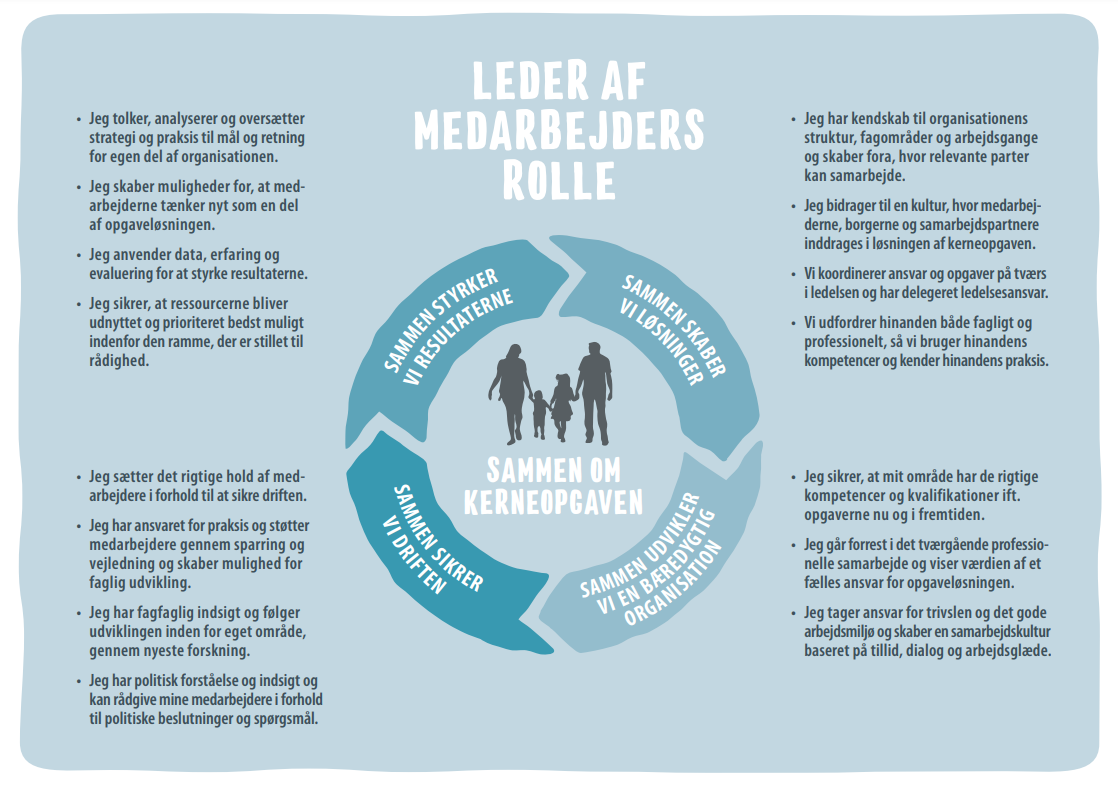 LEDER AF
MEDARBEJDERS
ROLLE
• Jeg tolker, analyserer og oversætter
strategi og praksis til mål og retning
for egen del af organisationen.
• Jeg skaber muligheder for, at med-
arbejderne tænker nyt som en del
af opgaveløsningen.
• Jeg anvender data, erfaring og
evaluering for at styrke resultaterne.
• Jeg sikrer, at ressourcerne bliver
udnyttet og prioriteret bedst muligt
indenfor den ramme, der er stillet til
rådighed.
• Jeg har kendskab til organisationens
struktur, fagområder og arbejdsgange
og skaber fora, hvor relevante parter
kan samarbejde.
• Jeg bidrager til en kultur, hvor medarbej-
derne, borgerne og samarbejdspartnere
inddrages i løsningen af kerneopgaven.
• Vi koordinerer ansvar og opgaver på tværs
i ledelsen og har delegeret ledelsesansvar.
• Vi udfordrer hinanden både fagligt og
professionelt, så vi bruger hinandens
kompetencer og kender hinandens praksis.
SAMMEN STYRKER
VI RESULTATERNE
SAMMEN SKABER
VI LØSNINGER
SAMMEN OM
KERNEOPGAVEN
SAMMEN SIKRER
VI DRIFTEN
SAMMEN UDVIKLER
VI EN BÆREDYGTIG
ORGANISATION
• Jeg sætter det rigtige hold af med-
arbejdere i forhold til at sikre driften.
• Jeg har ansvaret for praksis og støtter
medarbejdere gennem sparring og
vejledning og skaber mulighed for
faglig udvikling.
• Jeg har fagfaglig indsigt og følger
udviklingen inden for eget område,
gennem nyeste forskning.
• Jeg har politisk forståelse og indsigt og
kan rådgive mine medarbejdere i forhold
til politiske beslutninger og spørgsmål.
• Jeg sikrer, at mit område har de rigtige
kompetencer og kvalifikationer ift.
opgaverne nu og i fremtiden.
• Jeg går forrest i det tværgående professio-
nelle samarbejde og viser værdien af et
fælles ansvar for opgaveløsningen.
• Jeg tager ansvar for trivslen og det gode
arbejdsmiljø og skaber en samarbejdskultur
baseret på tillid, dialog og arbejdsglæde.